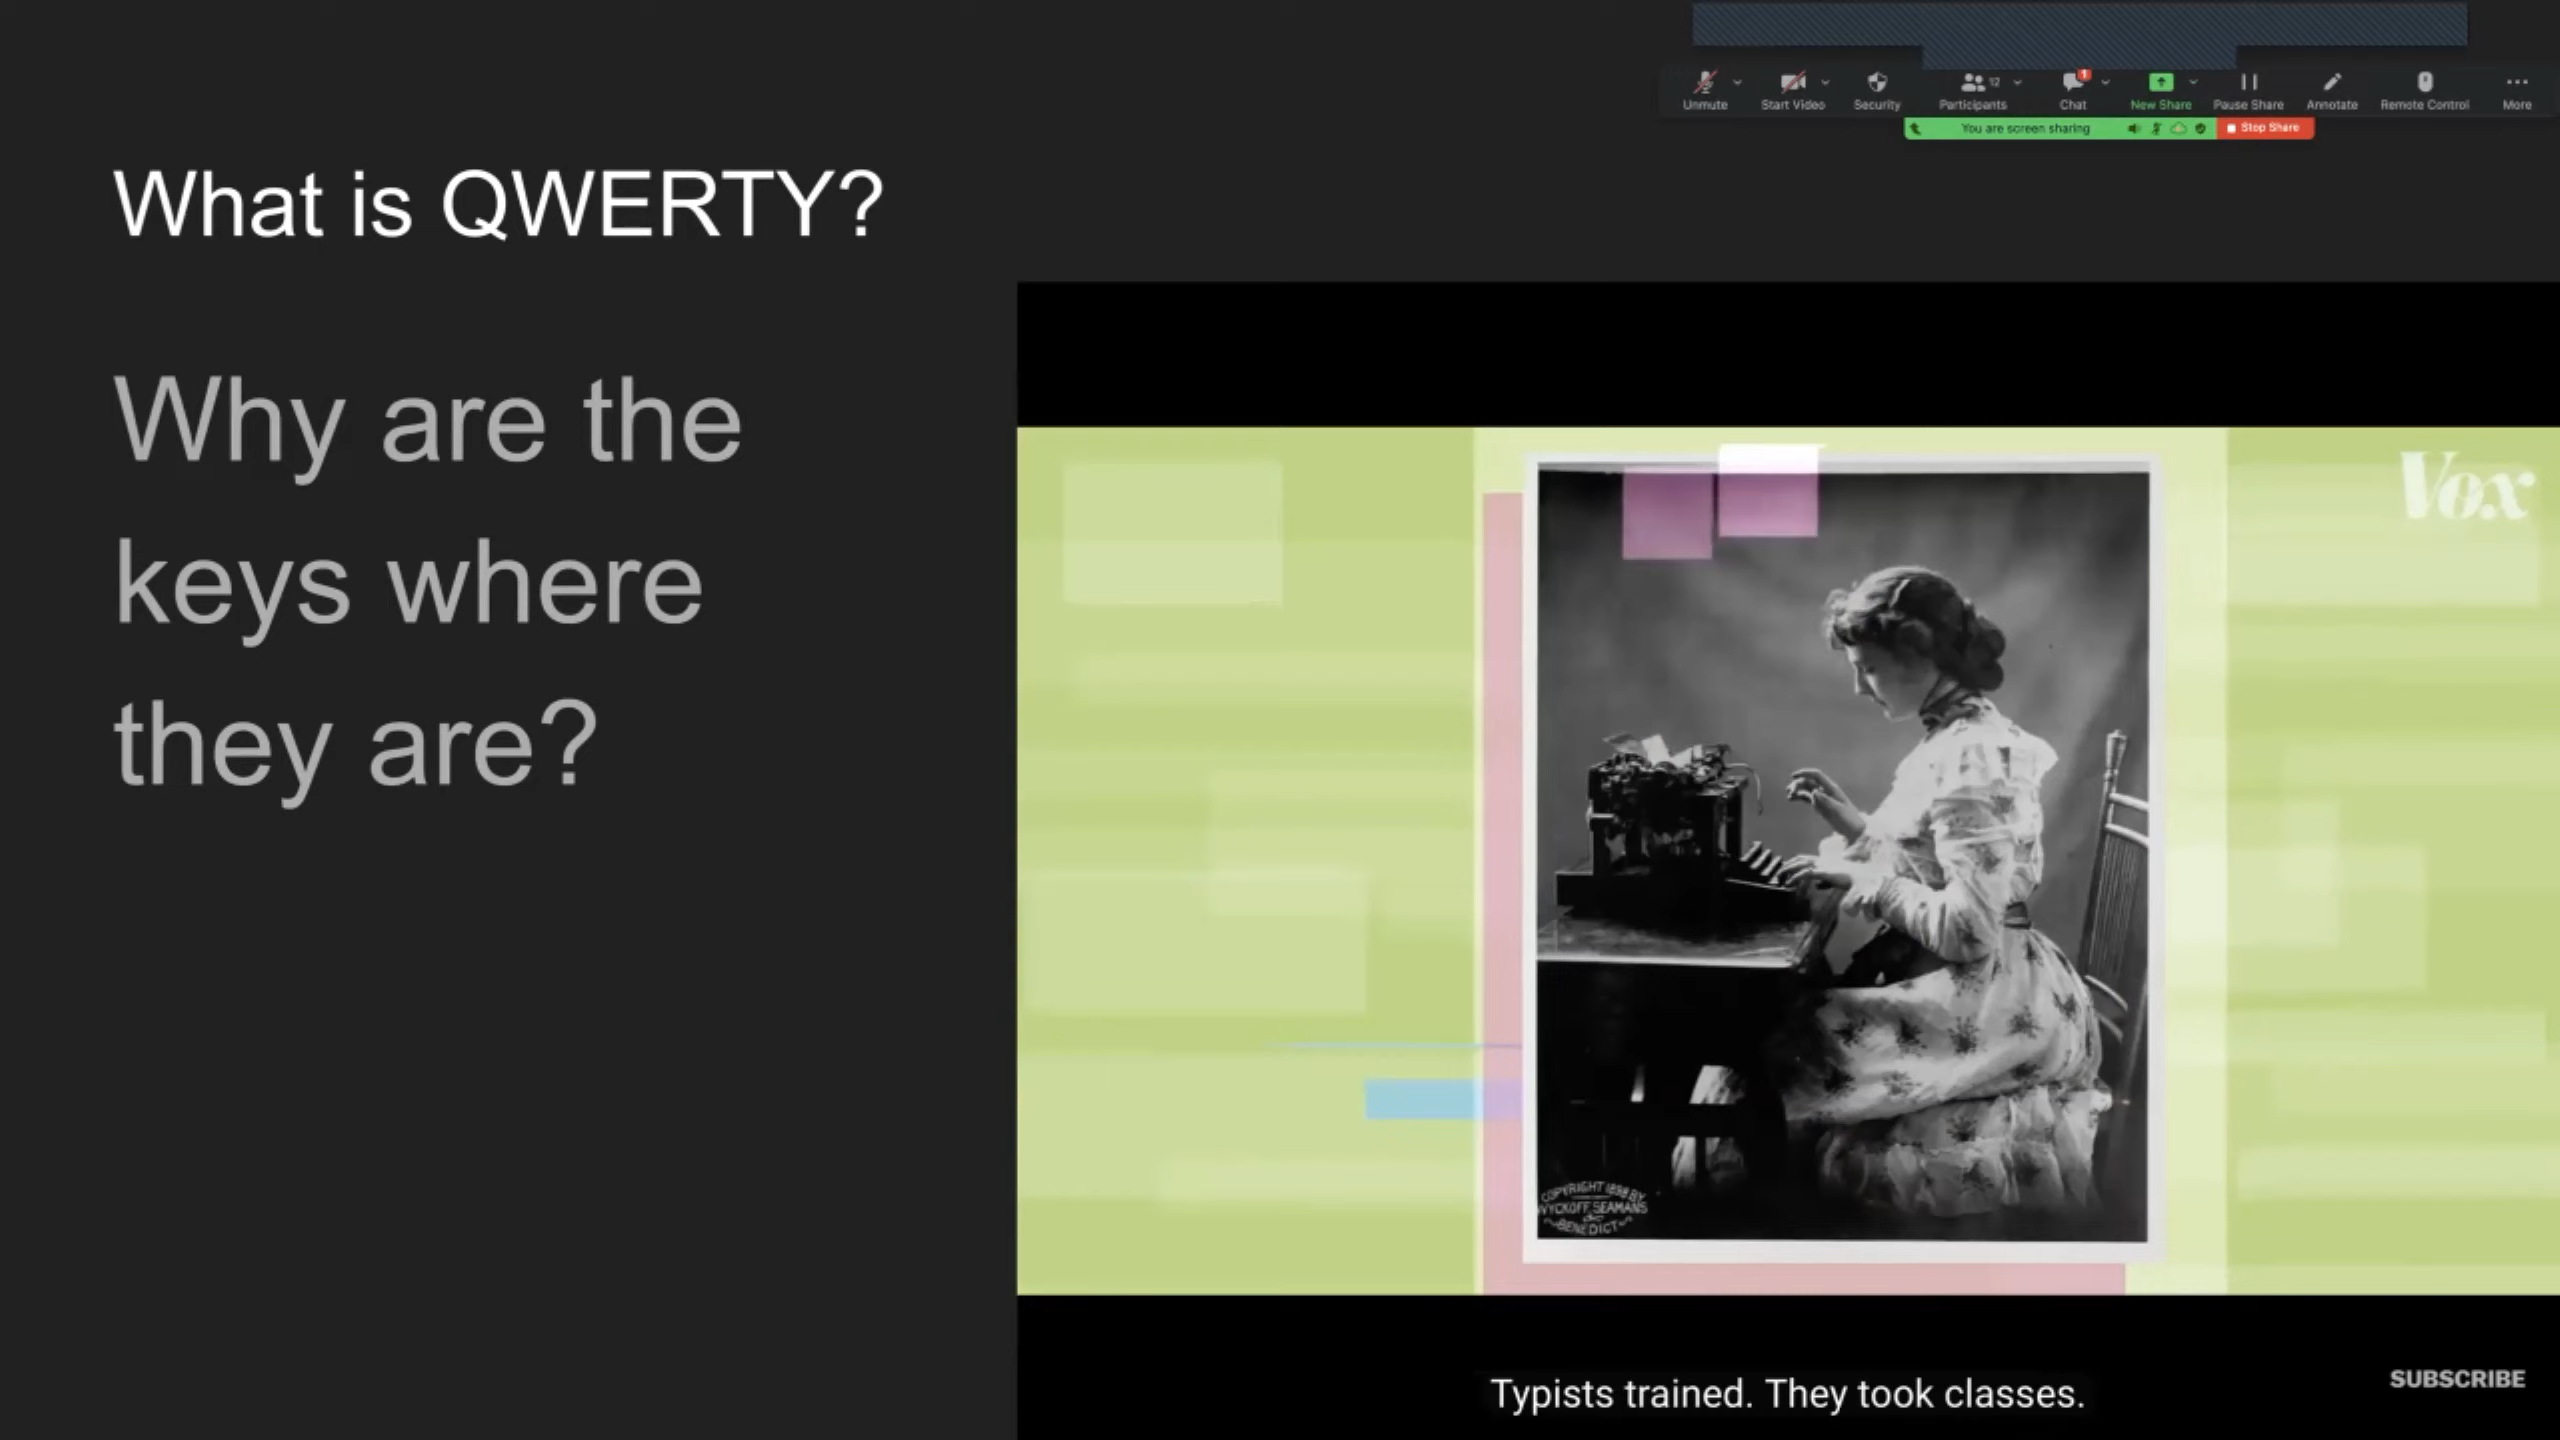 Unmute
Start Video
Security
12
Participants
1
Chat
New Share
Pause Share
Annotate
Remote Control
More
You are screen sharing
Stop Share
What is QWERTY?
Why are the
keys where
they are?
Vox
COPYRIGHT 1898 BY
WYCKOFF SEAMANS
BENEDICT
Typists trained. They took classes.
SUBSCRIBE